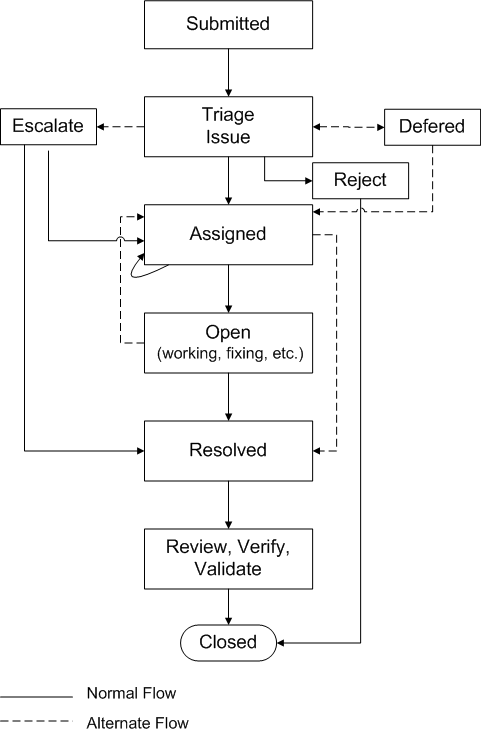 Submitted
Triage
Issue
Escalate
Defered
Reject
Assigned
Open
(working, fixing, etc.)
Resolved
Review, Verify,
Validate
Closed
Normal Flow
Alternate Flow